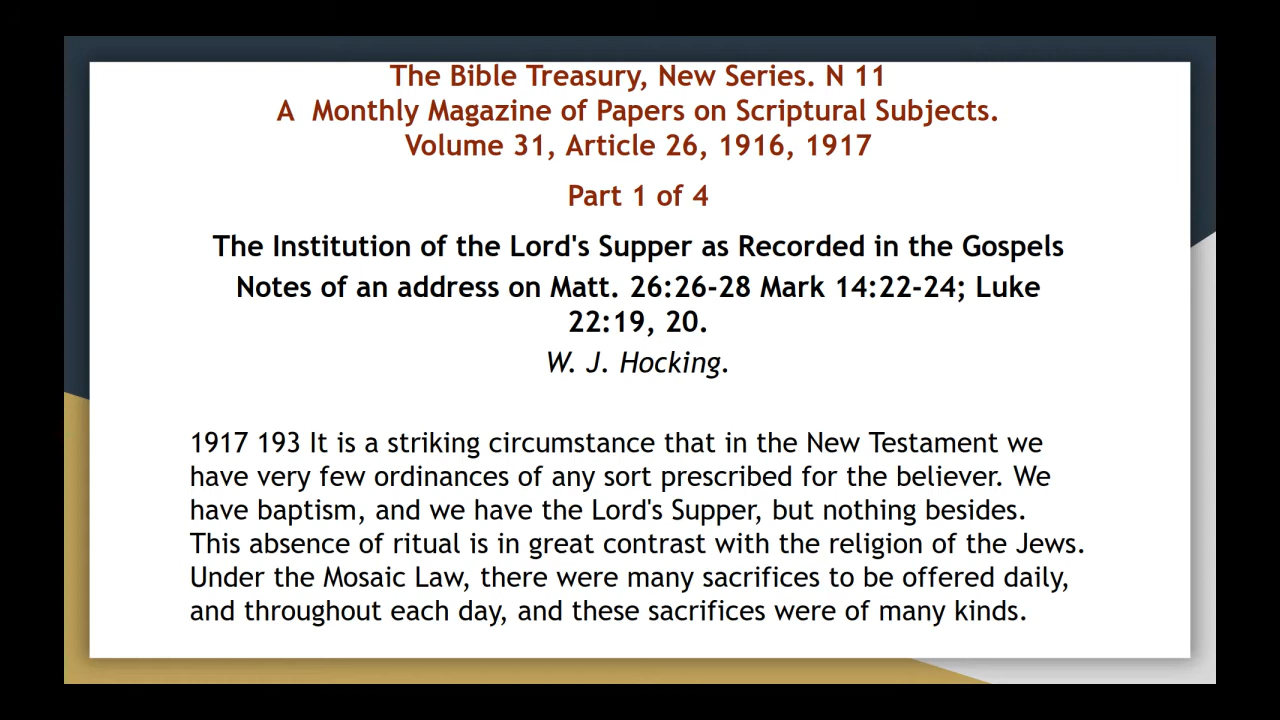 The Bible Treasury, New Series. N 11
A  Monthly Magazine of Papers on Scriptural Subjects.
Volume 31, Article 26, 1916, 1917
Part 1 of 4
The Institution of the Lord's Supper as Recorded in the Gospels
Notes of an address on Matt. 26:26-28 Mark 14:22-24; Luke
22:19, 20.
W. J. Hocking.
1917 193 It is a striking circumstance that in the New Testament we
have very few ordinances of any sort prescribed for the believer. We
have baptism, and we have the Lord's Supper, but nothing besides.
This absence of ritual is in great contrast with the religion of the Jews.
Under the Mosaic Law, there were many sacrifices to be offered daily,
and throughout each day, and these sacrifices were of many kinds.